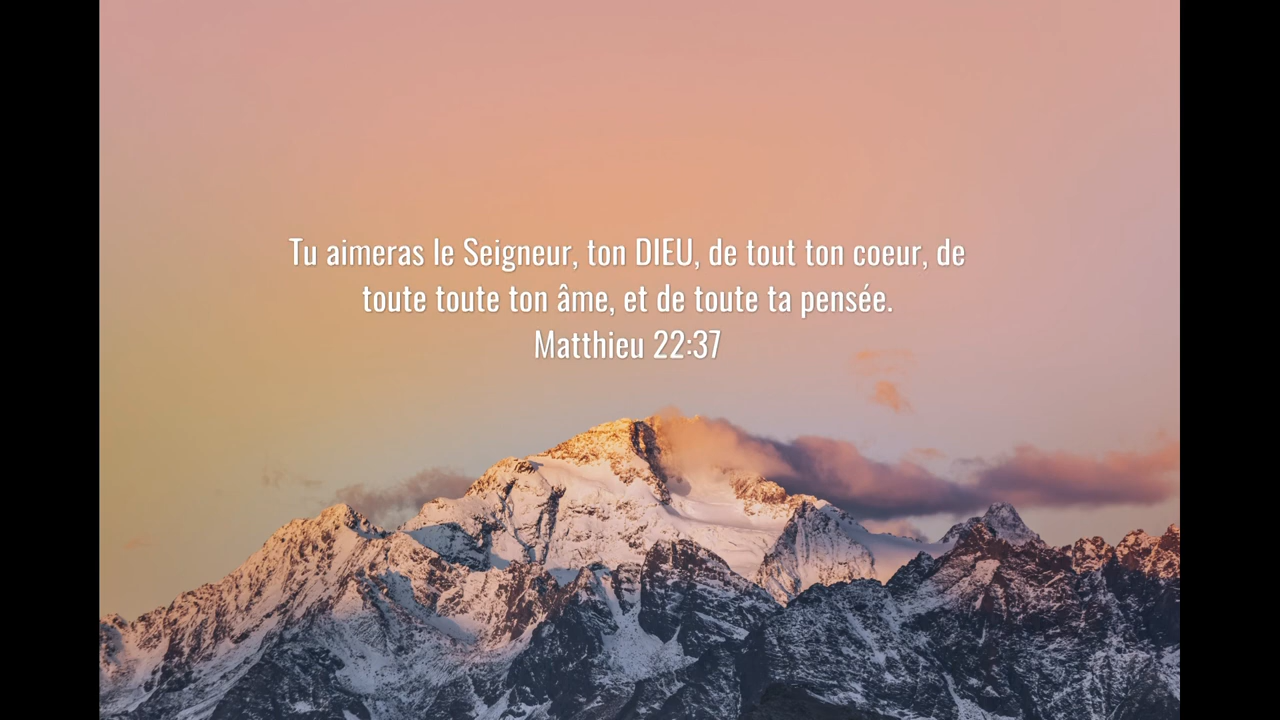 Tu aimeras le Seigneur, ton DIEU, de tout ton coeur, de
toute toute ton âme, et de toute ta pensée.
Matthieu 22:37